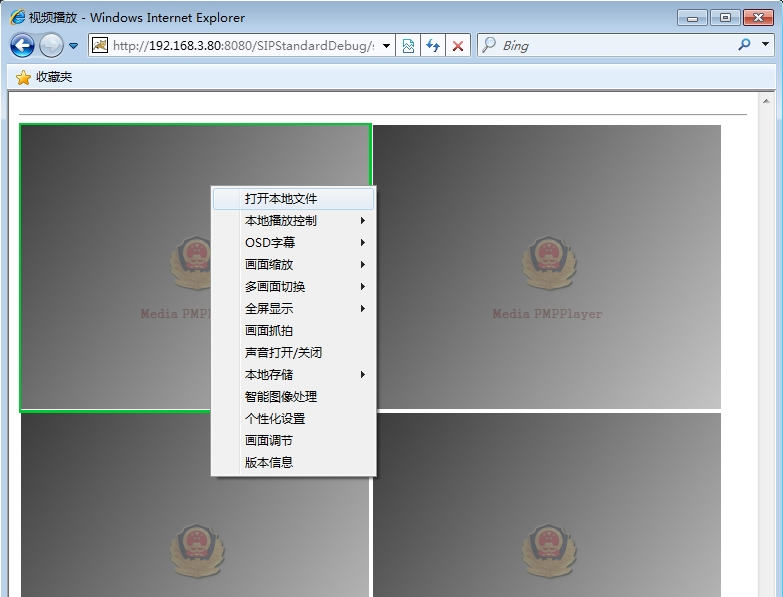 视频播放 - Windows Internet Explorer
http://192.168.3.80:8080/SIPStandardDebug/
Bing
收藏夹
打开本地文件
本地播放控制
OSD字幕
画面缩放
多画面切换
全屏显示
画面抓拍
声音打开/关闭
本地存储
智能图像处理
个性化设置
画面调节
版本信息
Media PMP
Media PMPPlayer